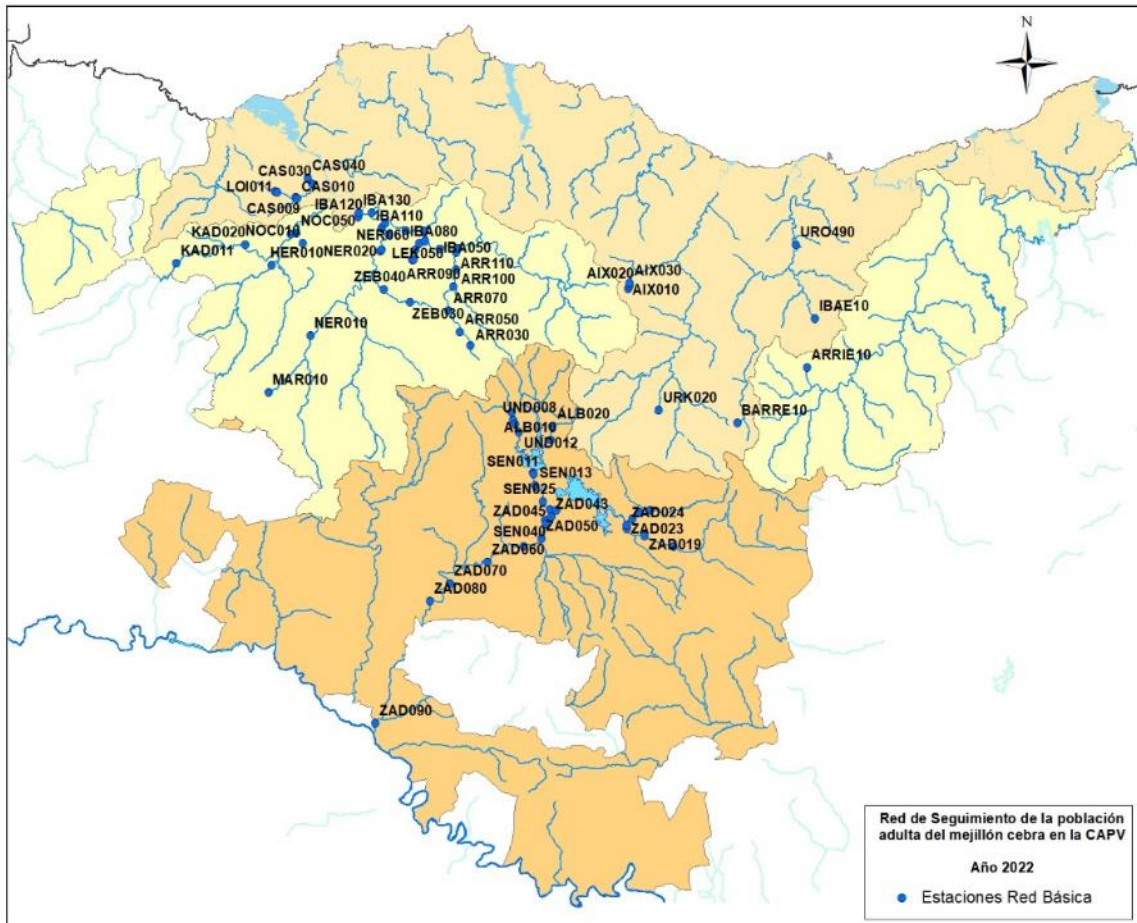 N
CAS040
CAS030
LOI011
CAS010
CAS009
IBA120
IBA130
NOC050
IBA110
KAD020
NOC010
NER060
IBA080
URO490
KAD011
HER010
NER020
LEK050
IBA050
ARR110
ZEB040
ARR090
ARR100
AIX020
AIX030
AIX010
ARR070
ZEB030
ARR050
IBAE10
NER010
ARR030
ARRIE10
MAR010
UND008
ALB020
URK020
BARRE10
ALB010
UND012
SEN011
SEN013
SEN025
ZAD045
ZAD043
ZAD024
SEN040
ZAD050
ZAD023
ZAD060
ZAD019
ZAD070
ZAD080
ZAD090
Red de Seguimiento de la población
adulta del mejillón cebra en la CAPV
Año 2022
Estaciones Red Básica